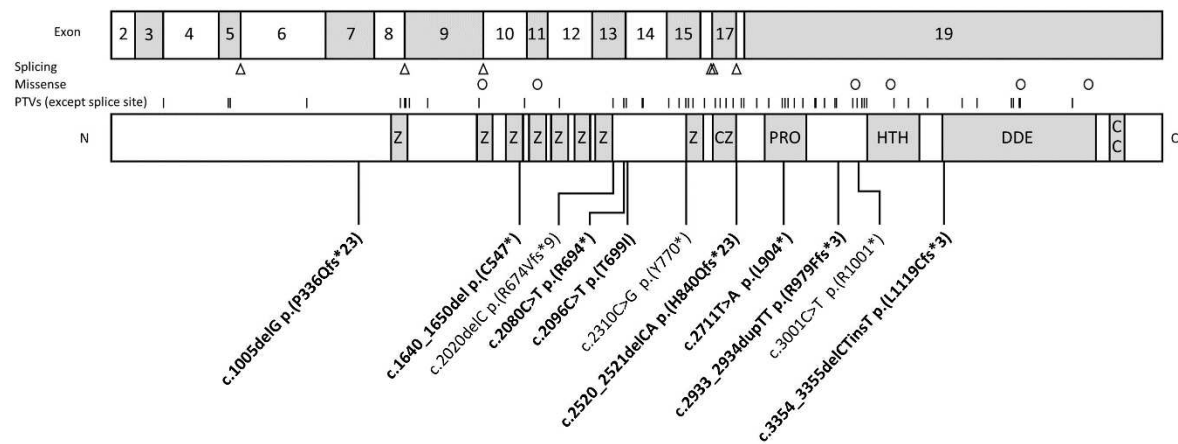 Exon 2 3 4 5 6 7 8 9 10 11 12 13 14 15 17 19
Splicing
Missense
PTVs (except splice site)
N Z Z Z Z Z Z Z Z CZ PRO HTH DDE CC C
c.1005delG p.(P336Qfs*23)
c.1640_1650del p.(C547*)
c.2020delC p.(R674Vfs*9)
c.2080C>T p.(R694*)
c.2096C>T p.(T699I)
c.2310C>G p.(Y770*)
c.2520_2521delCA p.(H840Qfs*23)
c.2711T>A p.(L904*)
c.2933_2934dupTT p.(R979Ffs*3)
c.3001C>T p.(R1001*)
c.3354_3355delCTinsT p.(L1119Cfs*3)